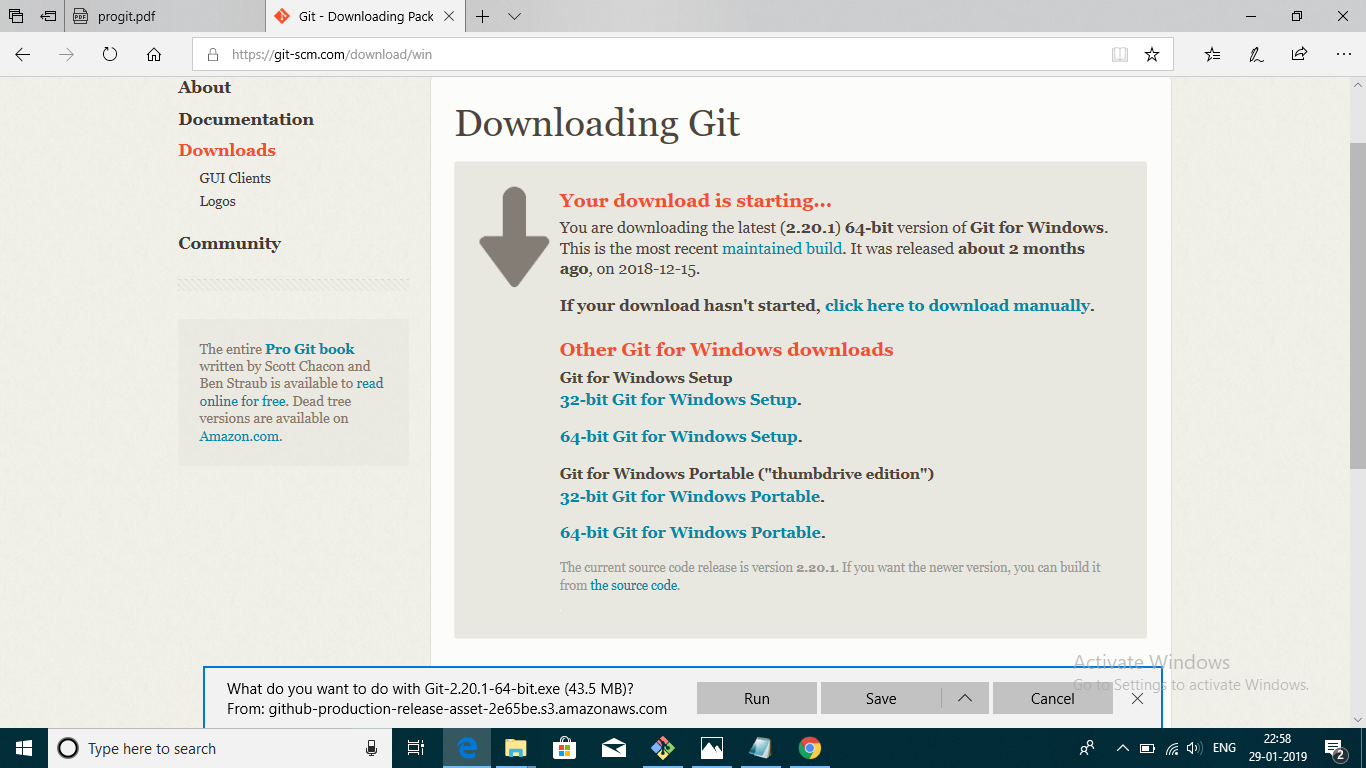 progit.pdf
Git - Downloading Pack
https://git-scm.com/download/win
About
Documentation
Downloads
GUI Clients
Logos
Community
The entire Pro Git book
written by Scott Chacon and
Ben Straub is available to read
online for free. Dead tree
versions are available on
Amazon.com.
Downloading Git
Your download is starting...
You are downloading the latest (2.20.1) 64-bit version of Git for Windows.
This is the most recent maintained build. It was released about 2 months
ago, on 2018-12-15.
If your download hasn't started, click here to download manually.
Other Git for Windows downloads
Git for Windows Setup
32-bit Git for Windows Setup.
64-bit Git for Windows Setup.
Git for Windows Portable ("thumbdrive edition")
32-bit Git for Windows Portable.
64-bit Git for Windows Portable.
The current source code release is version 2.20.1. If you want the newer version, you can build it
from the source code.
Activate Windows
Go to Settings to activate Windows.
What do you want to do with Git-2.20.1-64-bit.exe (43.5 MB)?
From: github-production-release-asset-2e65be.s3.amazonaws.com
Run
Save
Cancel
Type here to search
ENG
22:58
29-01-2019
2